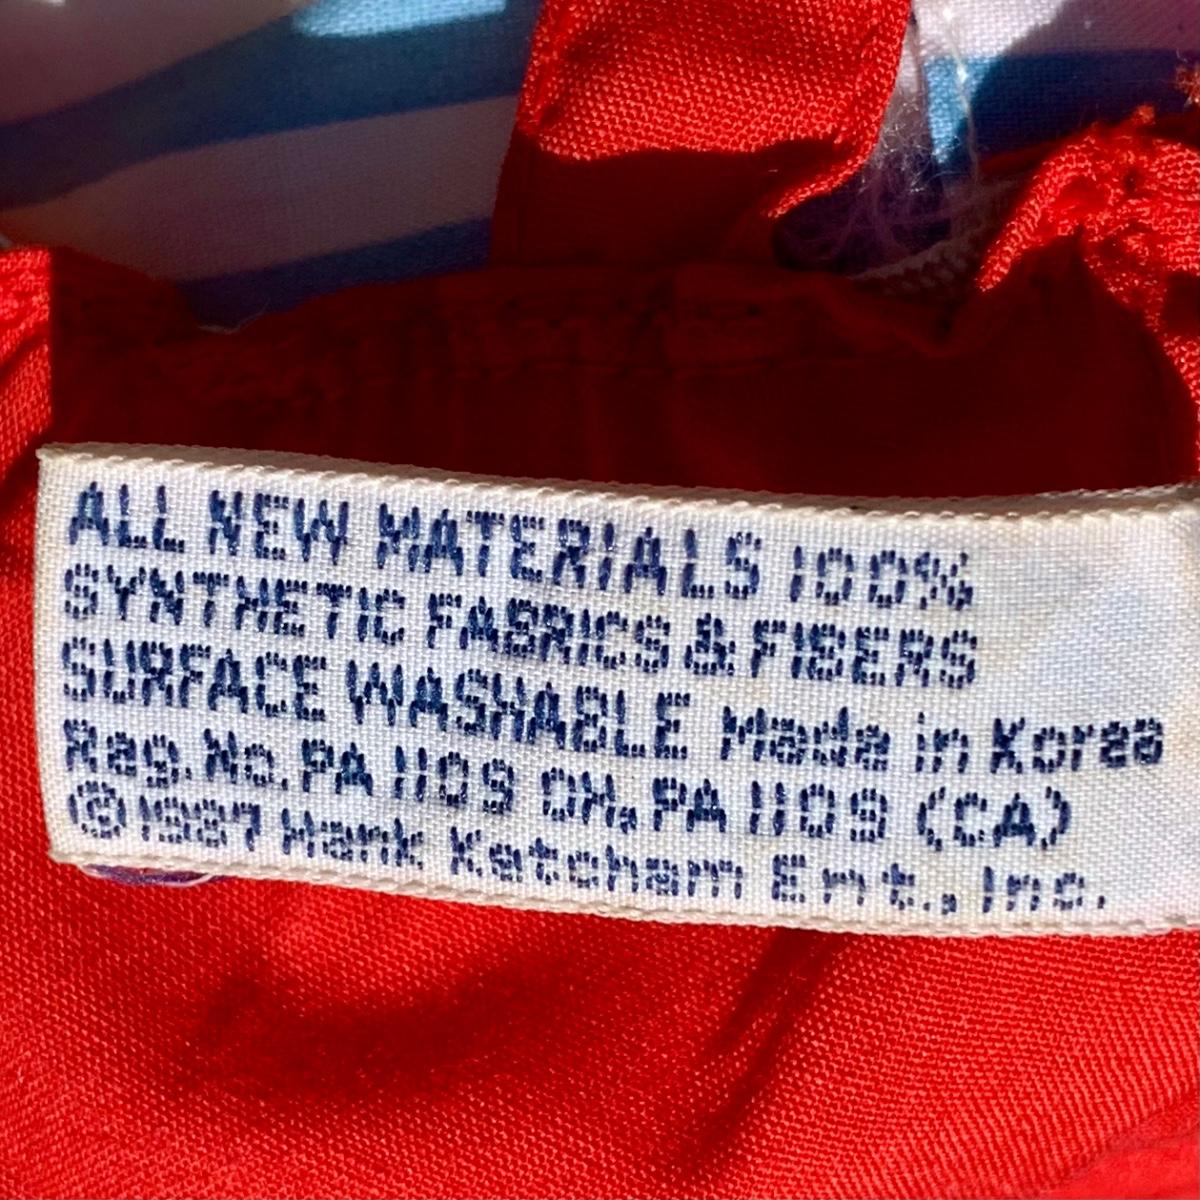 ALL NEW MATERIALS 100%
SYNTHETIC FABRICS & FIBERS
SURFACE WASHABLE Made in Korea
Reg. No. PA 1109 OH, PA 1109 (CA)
© 1987 Hank Ketcham Ent., Inc.